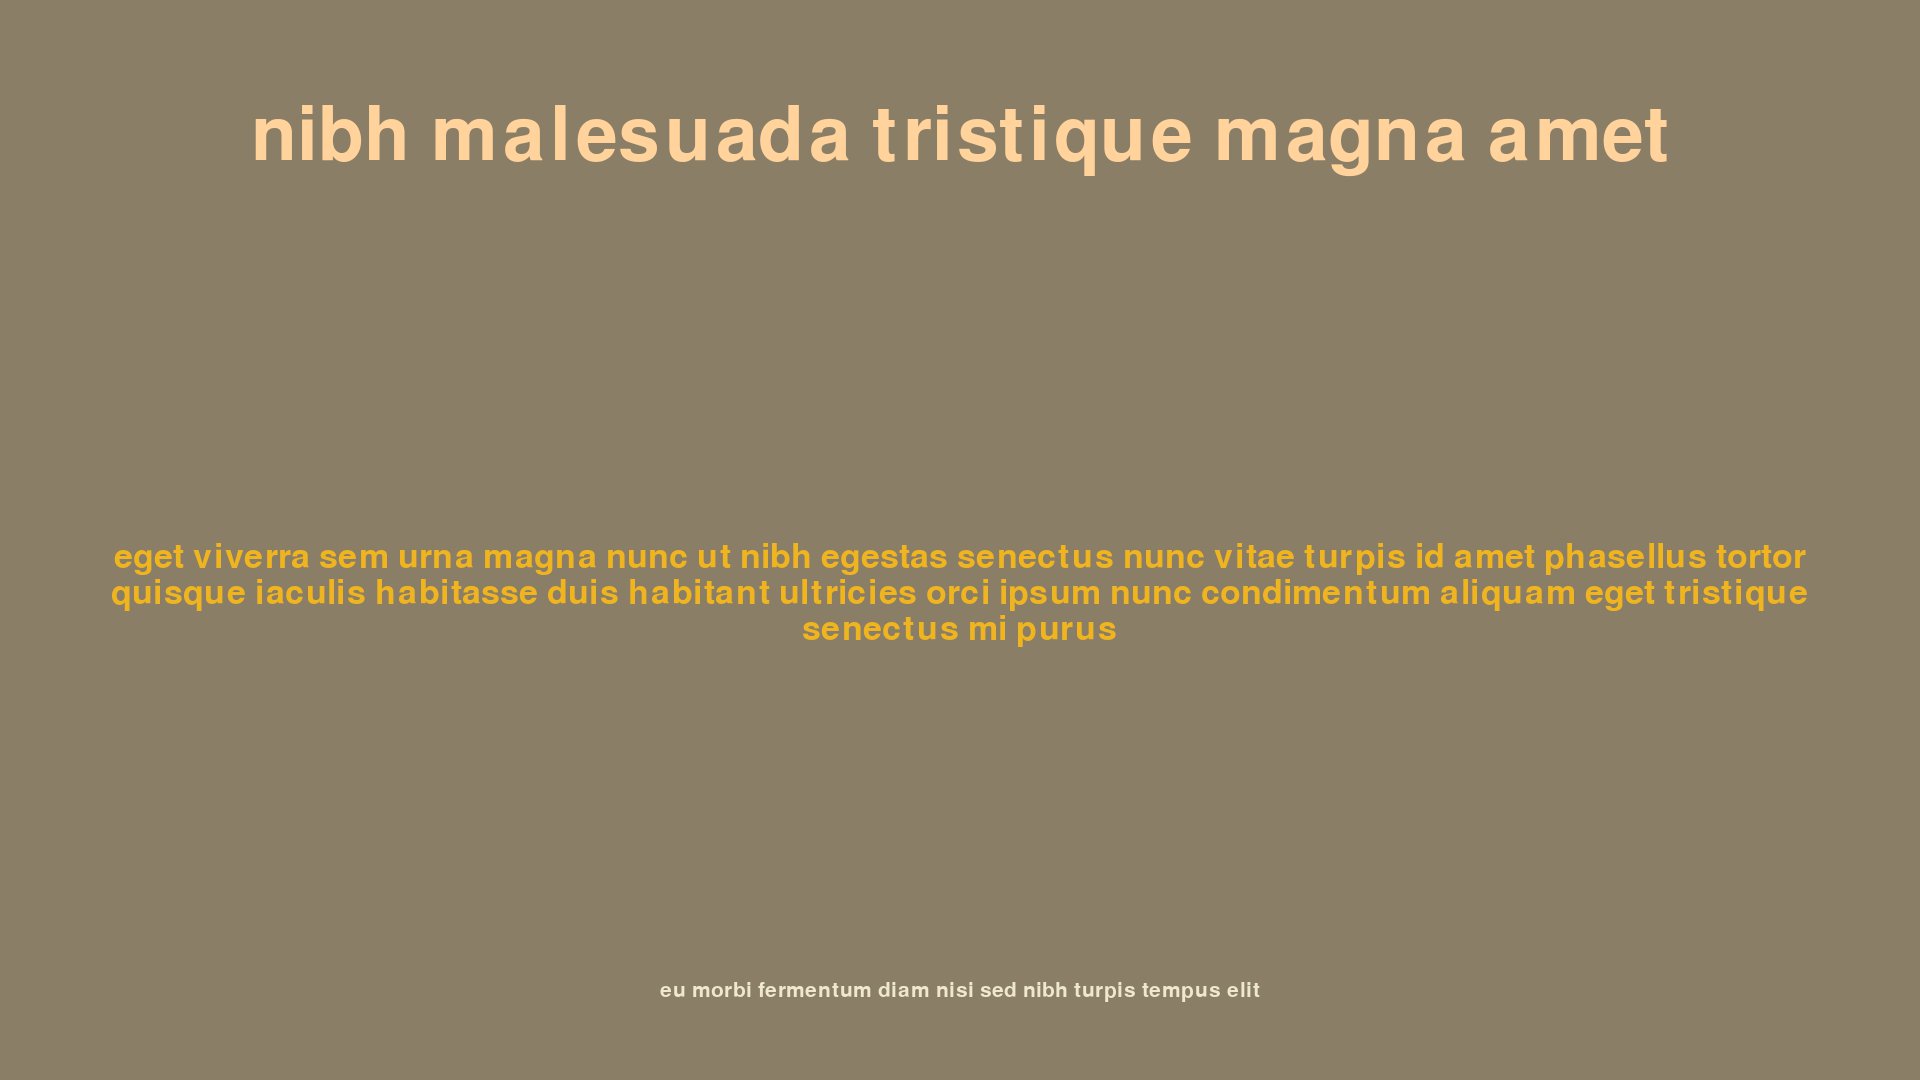 nibh malesuada tristique magna amet
eget viverra sem urna magna nunc ut nibh egestas senectus nunc vitae turpis id amet phasellus tortor
quisque iaculis habitasse duis habitant ultricies orci ipsum nunc condimentum aliquam eget tristique
senectus mi purus
eu morbi fermentum diam nisi sed nibh turpis tempus elit